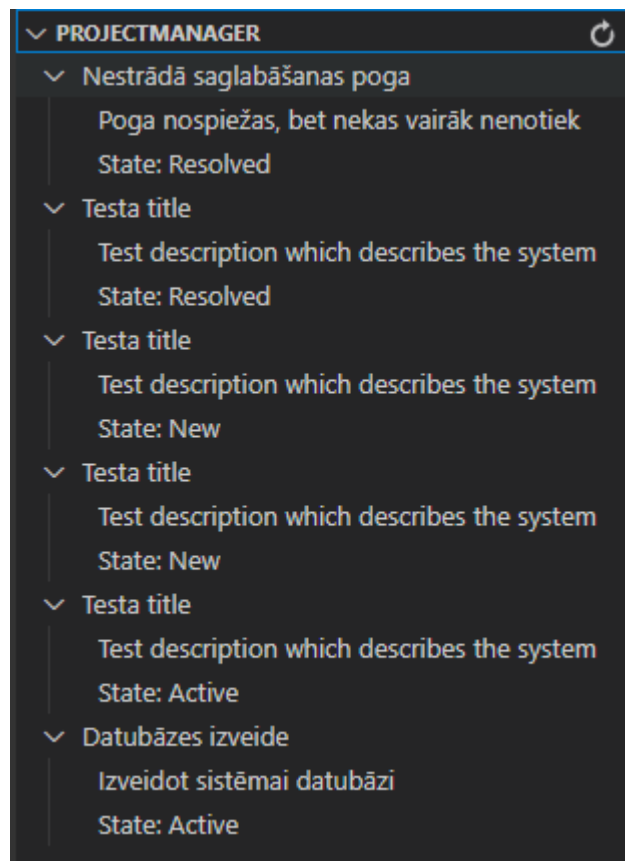 PROJECTMANAGER
Nestrādā saglabāšanas poga
Poga nospiežas, bet nekas vairāk nenotiek
State: Resolved
Testa title
Test description which describes the system
State: Resolved
Testa title
Test description which describes the system
State: New
Testa title
Test description which describes the system
State: New
Testa title
Test description which describes the system
State: Active
Datubāzes izveide
Izveidot sistēmai datubāzi
State: Active